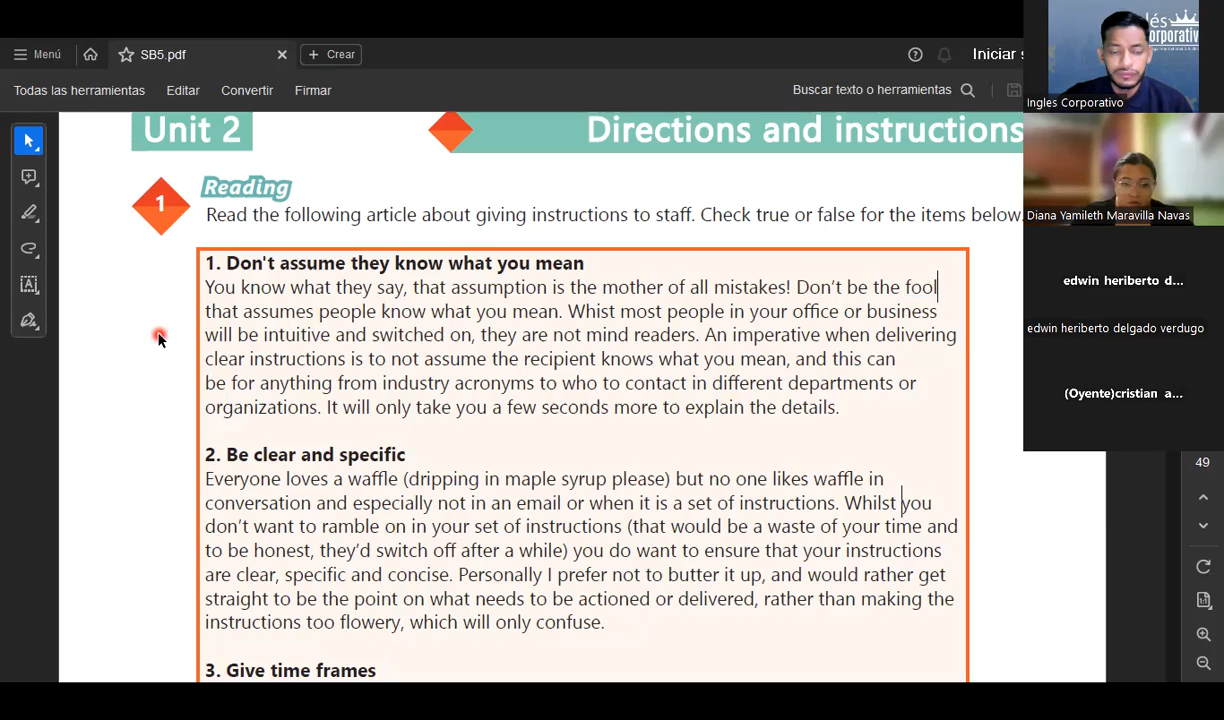 Menú
SB5.pdf
Crear
Iniciar s
Todas las herramientas
Editar
Convertir
Firmar
Buscar texto o herramientas
Unit 2
Directions and instructions
Reading
1
Read the following article about giving instructions to staff. Check true or false for the items below.
1. Don't assume they know what you mean
You know what they say, that assumption is the mother of all mistakes! Don't be the fool
that assumes people know what you mean. Whist most people in your office or business
will be intuitive and switched on, they are not mind readers. An imperative when delivering
clear instructions is to not assume the recipient knows what you mean, and this can
be for anything from industry acronyms to who to contact in different departments or
organizations. It will only take you a few seconds more to explain the details.
2. Be clear and specific
Everyone loves a waffle (dripping in maple syrup please) but no one likes waffle in
conversation and especially not in an email or when it is a set of instructions. Whilst you
don't want to ramble on in your set of instructions (that would be a waste of your time and
to be honest, they'd switch off after a while) you do want to ensure that your instructions
are clear, specific and concise. Personally I prefer not to butter it up, and would rather get
straight to be the point on what needs to be actioned or delivered, rather than making the
instructions too flowery, which will only confuse.
3. Give time frames
lés
orporativ
Ingles Corporativo
Diana Yamileth Maravilla Navas
edwin heriberto d...
edwin heriberto delgado verdugo
(Oyente)cristian a...
49